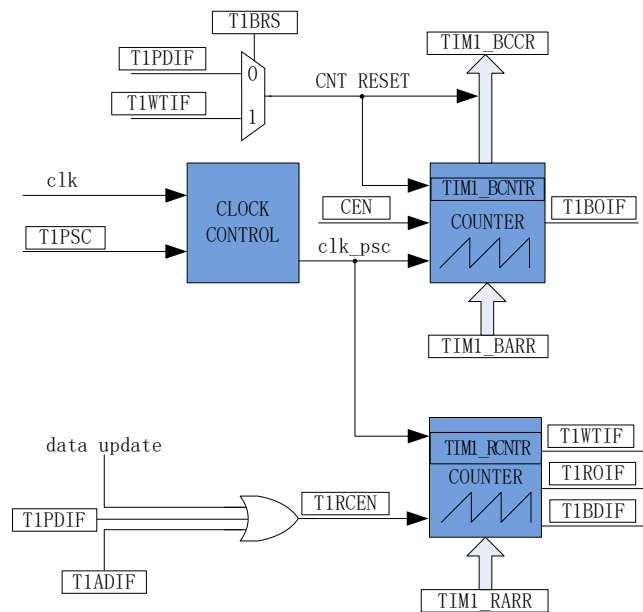 T1BRS
TIM1_BCCR
T1PDIF
0
CNT RESET
T1WTIF
1
clk
TIM1_BCNTR
CLOCK
CONTROL
CEN
COUNTER
T1BOIF
T1PSC
clk_psc
TIM1_BARR
data update
TIM1_RCNTR
T1WTIF
COUNTER
T1ROIF
T1PDIF
T1RCEN
T1BDIF
T1ADIF
TIM1_RARR